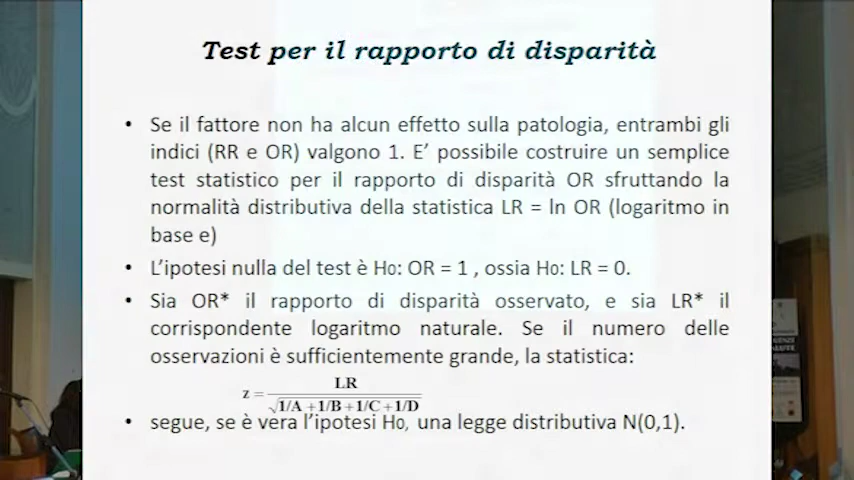 Test per il rapporto di disparità
• Se il fattore non ha alcun effetto sulla patologia, entrambi gli
indici (RR e OR) valgono 1. E' possibile costruire un semplice
test statistico per il rapporto di disparità OR sfruttando la
normalità distributiva della statistica LR = ln OR (logaritmo in
base e)
• L'ipotesi nulla del test è H0: OR = 1 , ossia H0: LR = 0.
• Sia OR* il rapporto di disparità osservato, e sia LR* il
corrispondente logaritmo naturale. Se il numero delle
osservazioni è sufficientemente grande, la statistica:
z = LR / √1/A +1/B+1/C+1/D
• segue, se è vera l'ipotesi H0, una legge distributiva N(0,1).